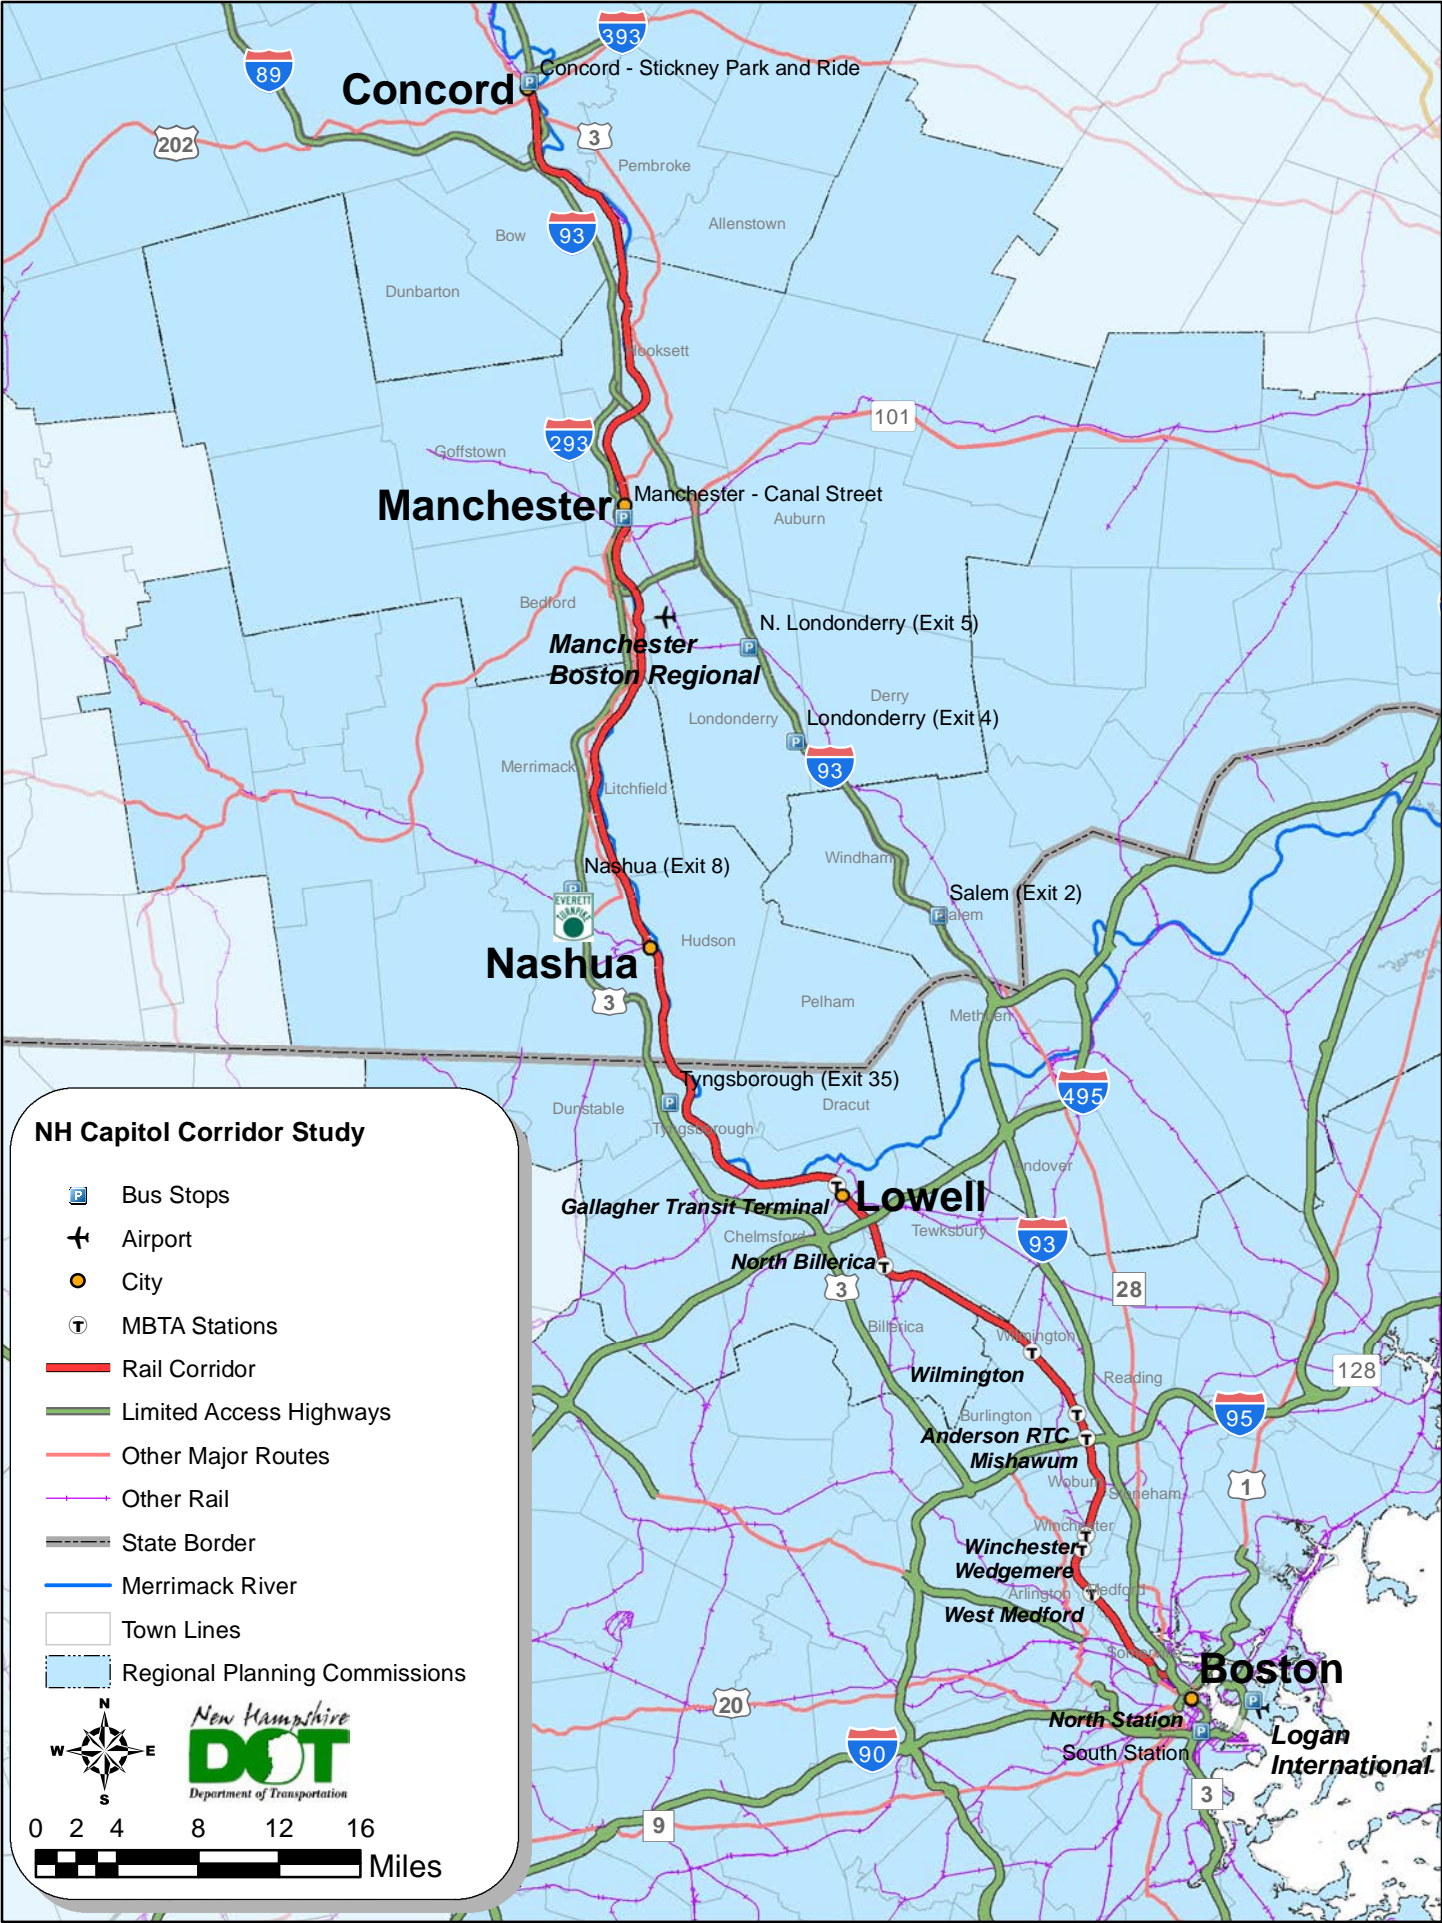 393
89
Concord - Stickney Park and Ride
Concord
202
3
Pembroke
Allenstown
93
Bow
Dunbarton
Hooksett
101
293
Goffstown
Manchester
Manchester - Canal Street
Auburn
Bedford
N. Londonderry (Exit 5)
Manchester
Boston Regional
Derry
Londonderry
Londonderry (Exit 4)
Merrimack
93
Litchfield
Windham
Nashua (Exit 8)
Salem (Exit 2)
Salem
EVERETT
TURNPIKE
Hudson
Nashua
3
Pelham
Methuen
Tyngsborough (Exit 35)
495
Dunstable
Dracut
Tyngsborough
Andover
Lowell
Gallagher Transit Terminal
Chelmsford
Tewksbury
93
North Billerica
3
28
Billerica
Wilmington
Wilmington
128
Reading
95
Burlington
Anderson RTC
Mishawum
Woburn
Stoneham
1
Winchester
Winchester
Wedgemere
Arlington
Medford
West Medford
Somerville
Boston
20
North Station
Logan
International
South Station
90
3
9
NH Capitol Corridor Study
Bus Stops
Airport
City
MBTA Stations
Rail Corridor
Limited Access Highways
Other Major Routes
Other Rail
State Border
Merrimack River
Town Lines
Regional Planning Commissions
N
W E
S
New Hampshire
DOT
Department of Transportation
0 2 4 8 12 16
Miles